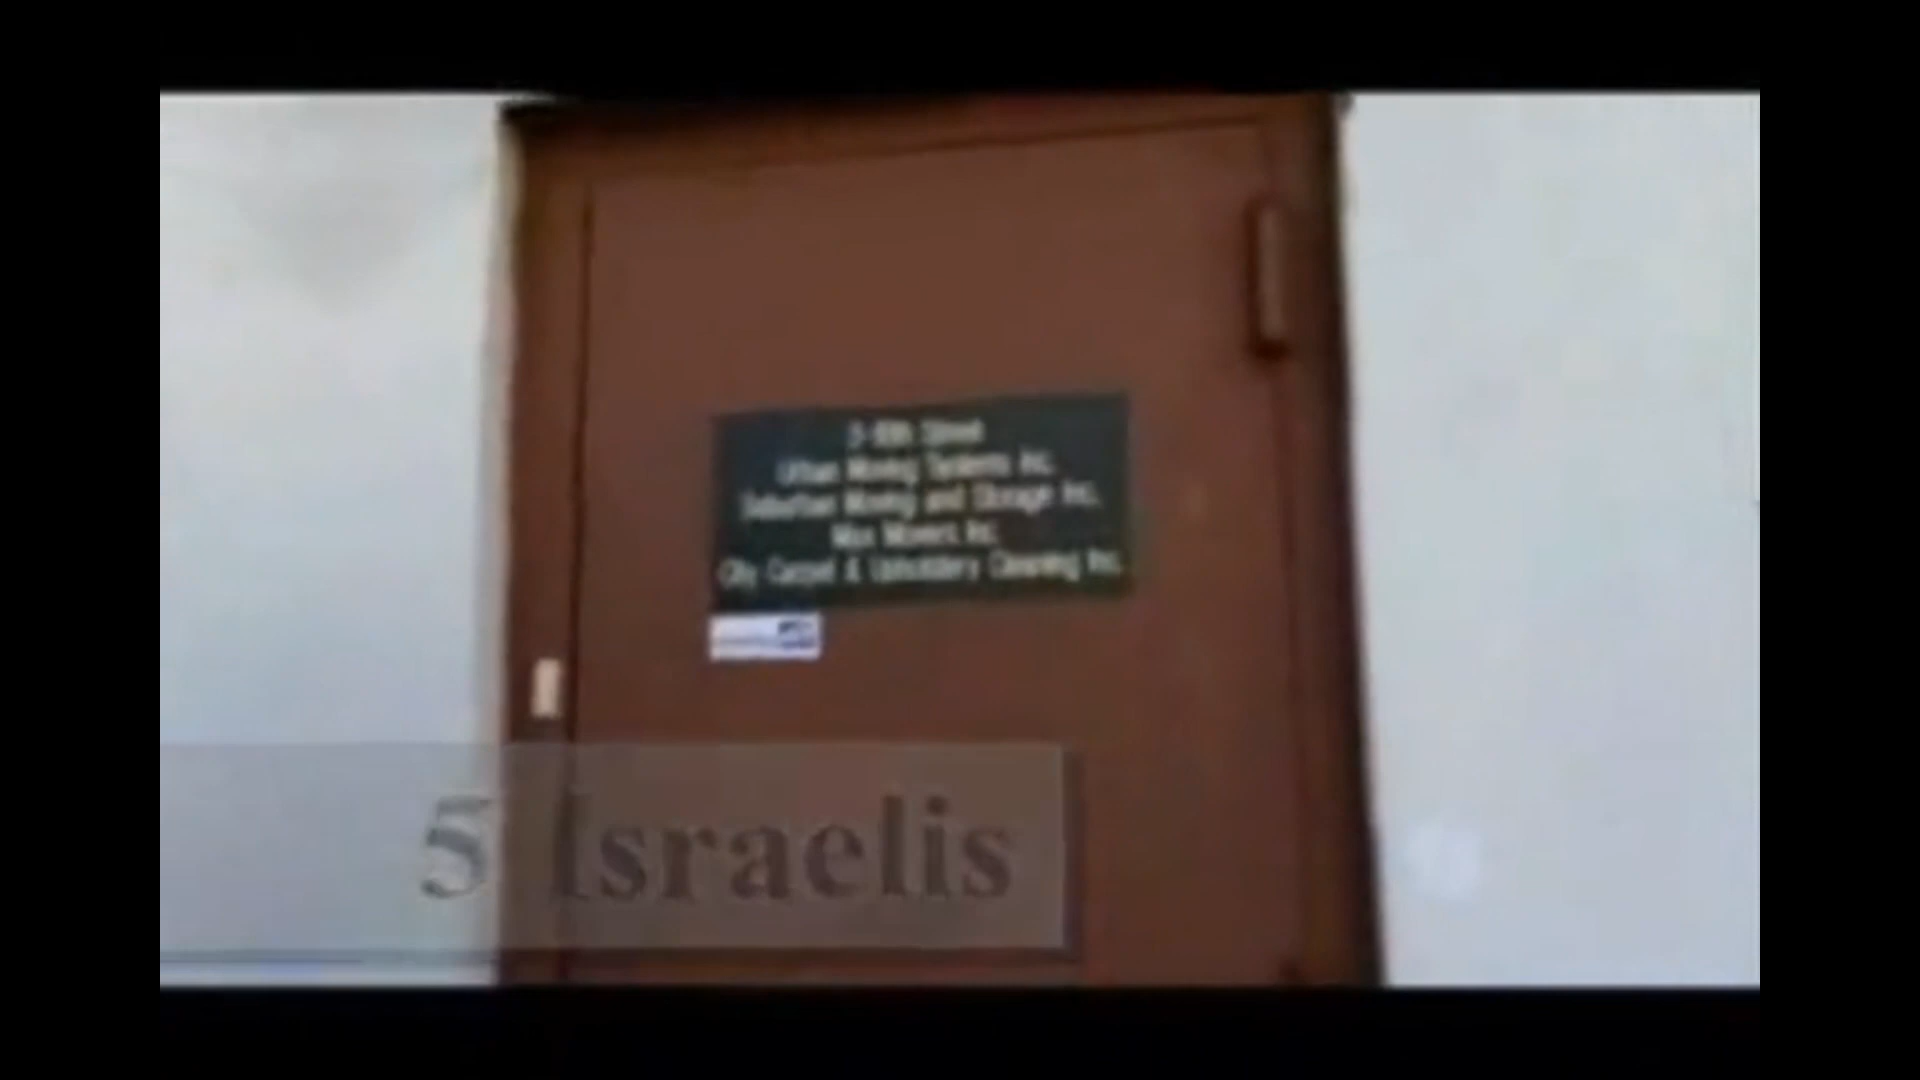 Urban Moving Systems Inc.
Suburban Moving and Storage Inc.
Max Movers Inc.
City Carpet & Upholstery Cleaning Inc.
5 Israelis